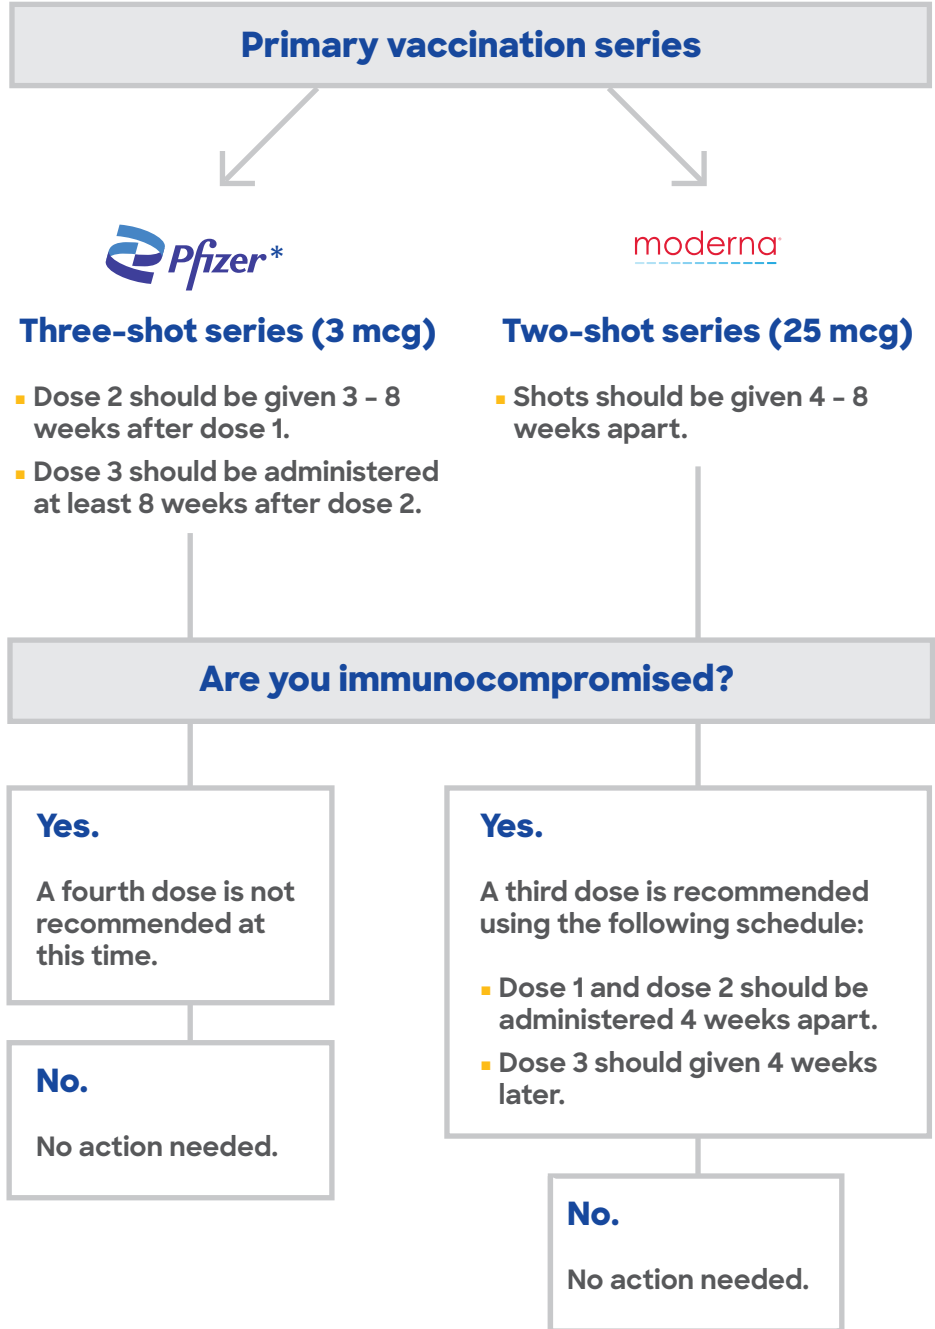 Primary vaccination series
Pfizer*
Three-shot series (3 mcg)
▪ Dose 2 should be given 3 – 8
weeks after dose 1.
▪ Dose 3 should be administered
at least 8 weeks after dose 2.
moderna
Two-shot series (25 mcg)
▪ Shots should be given 4 – 8
weeks apart.
Are you immunocompromised?
Yes.
A fourth dose is not
recommended at
this time.
No.
No action needed.
Yes.
A third dose is recommended
using the following schedule:
▪ Dose 1 and dose 2 should be
administered 4 weeks apart.
▪ Dose 3 should given 4 weeks
later.
No.
No action needed.